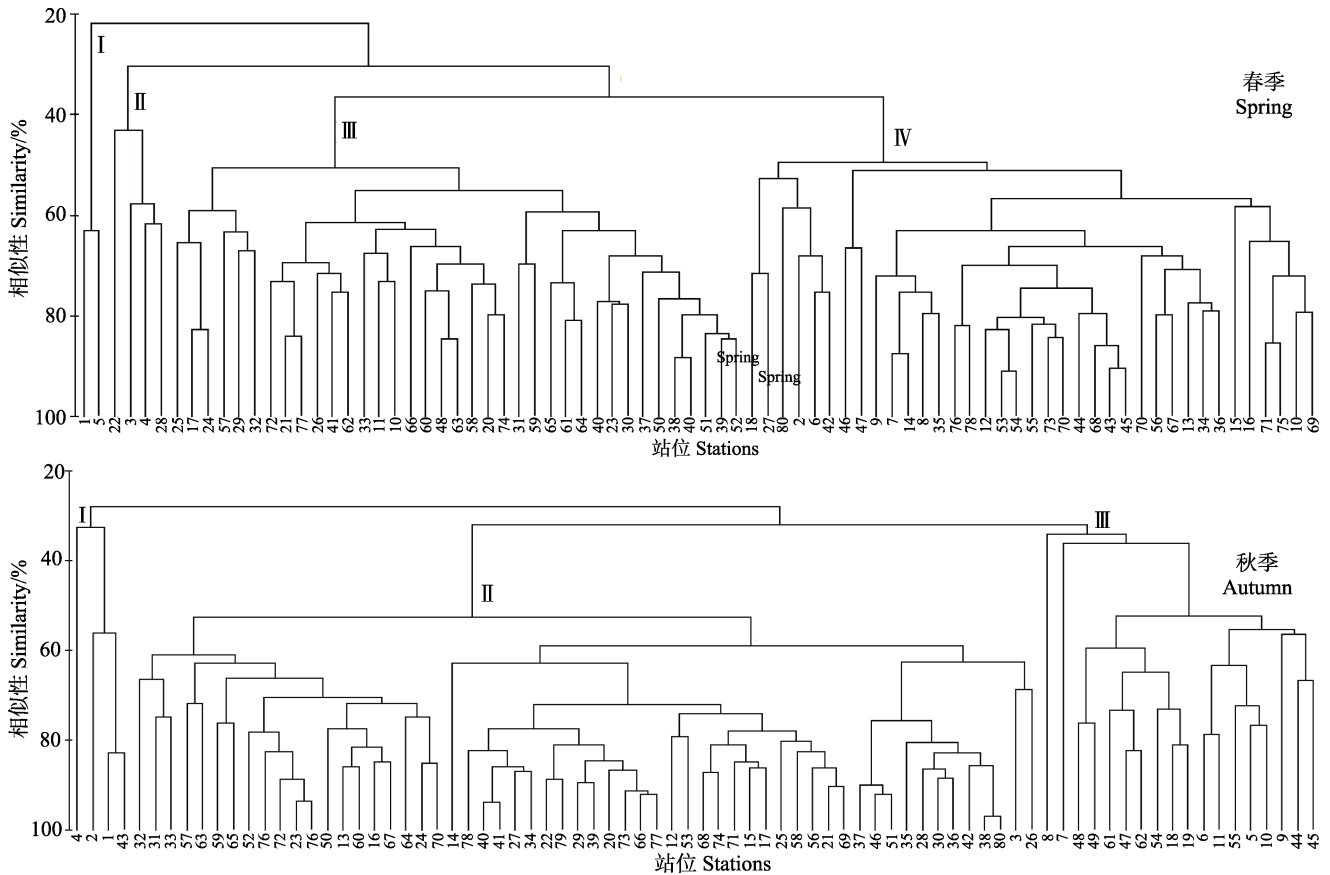 20
40
60
80
100
相似性 Similarity/%
Ⅰ
Ⅱ
Ⅲ
Ⅳ
春季
Spring
Spring
Spring
1 5 22 3 4 28 25 17 24 57 29 32 72 21 77 26 41 62 33 11 10 66 60 48 63 58 20 74 31 59 65 61 64 40 23 30 37 50 38 40 51 39 52 18 27 80 2 6 42 46 47 9 7 14 8 35 76 78 12 53 54 55 73 70 44 68 43 45 70 56 67 13 34 36 15 16 71 75 10 69
站位 Stations
20
40
60
80
100
相似性 Similarity/%
Ⅰ
Ⅱ
Ⅲ
秋季
Autumn
4 2 1 43 32 31 33 57 63 59 65 52 76 72 23 76 50 13 60 16 67 64 24 70 14 78 40 41 27 34 22 79 29 39 20 73 66 77 12 53 68 74 71 15 17 25 58 56 21 69 37 46 51 35 28 30 36 42 38 80 3 26 8 7 48 49 61 47 62 54 18 19 6 11 55 5 10 9 44 45
站位 Stations